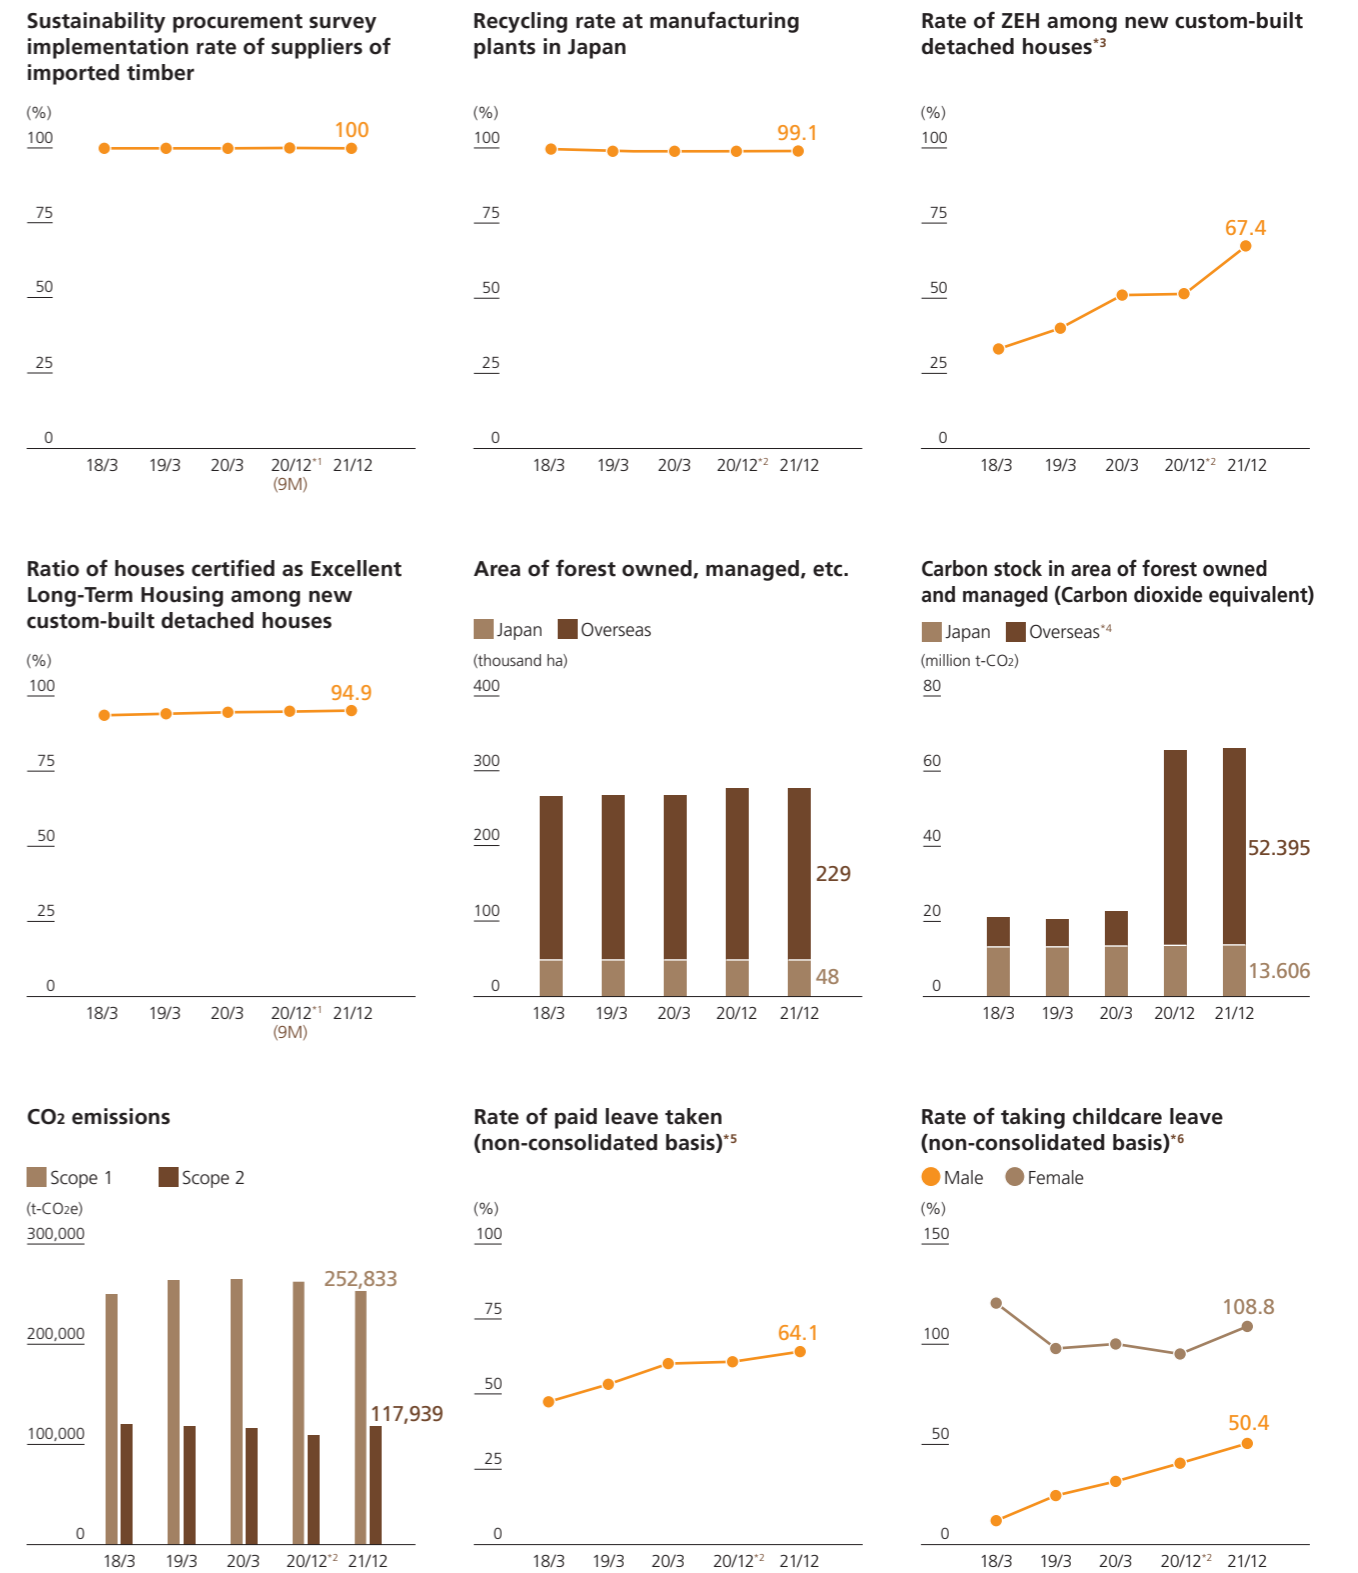 Sustainability procurement survey
implementation rate of suppliers of
imported timber
(%)
100
75
50
25
0
100
18/3 19/3 20/3 20/12*1 21/12
(9M)
Recycling rate at manufacturing
plants in Japan
(%)
100
75
50
25
0
99.1
18/3 19/3 20/3 20/12*2 21/12
Rate of ZEH among new custom-built
detached houses*3
(%)
100
75
50
25
0
67.4
18/3 19/3 20/3 20/12*2 21/12
Ratio of houses certified as Excellent
Long-Term Housing among new
custom-built detached houses
(%)
100
75
50
25
0
94.9
18/3 19/3 20/3 20/12*1 21/12
(9M)
Area of forest owned, managed, etc.
Japan Overseas
(thousand ha)
400
300
200
100
0
229
48
18/3 19/3 20/3 20/12 21/12
Carbon stock in area of forest owned
and managed (Carbon dioxide equivalent)
Japan Overseas*4
(million t-CO2)
80
60
40
20
0
52.395
13.606
18/3 19/3 20/3 20/12 21/12
CO2 emissions
Scope 1 Scope 2
(t-CO2e)
300,000
200,000
100,000
0
252,833
117,939
18/3 19/3 20/3 20/12*2 21/12
Rate of paid leave taken
(non-consolidated basis)*5
(%)
100
75
50
25
0
64.1
18/3 19/3 20/3 20/12*2 21/12
Rate of taking childcare leave
(non-consolidated basis)*6
Male Female
(%)
150
100
50
0
108.8
50.4
18/3 19/3 20/3 20/12*2 21/12